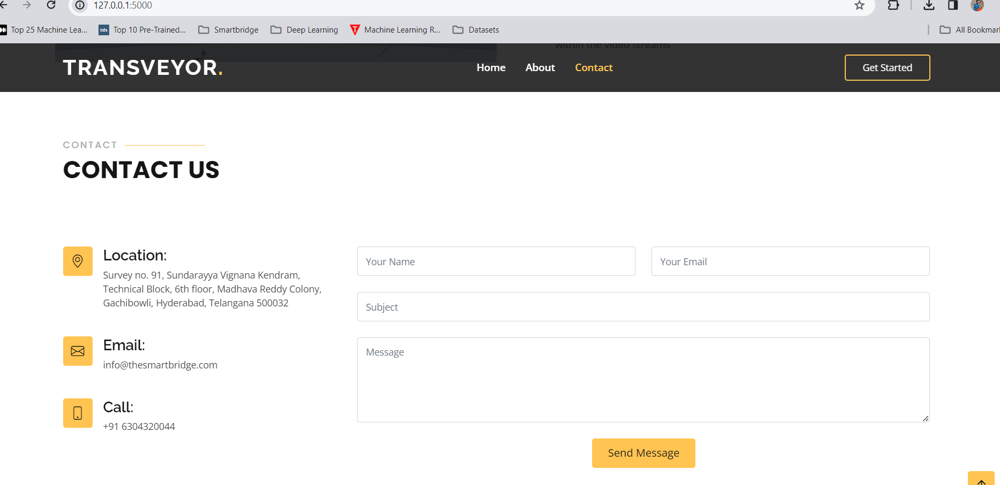 127.0.0.1:5000
Top 25 Machine Lea...
tds Top 10 Pre-Trained...
Smartbridge
Deep Learning
Machine Learning R...
Datasets
All Bookmar
within the video streams
TRANSVEYOR.
Home
About
Contact
Get Started
CONTACT
CONTACT US
Location:
Survey no. 91, Sundarayya Vignana Kendram,
Technical Block, 6th floor, Madhava Reddy Colony,
Gachibowli, Hyderabad, Telangana 500032
Email:
info@thesmartbridge.com
Call:
+91 6304320044
Your Name
Your Email
Subject
Message
Send Message